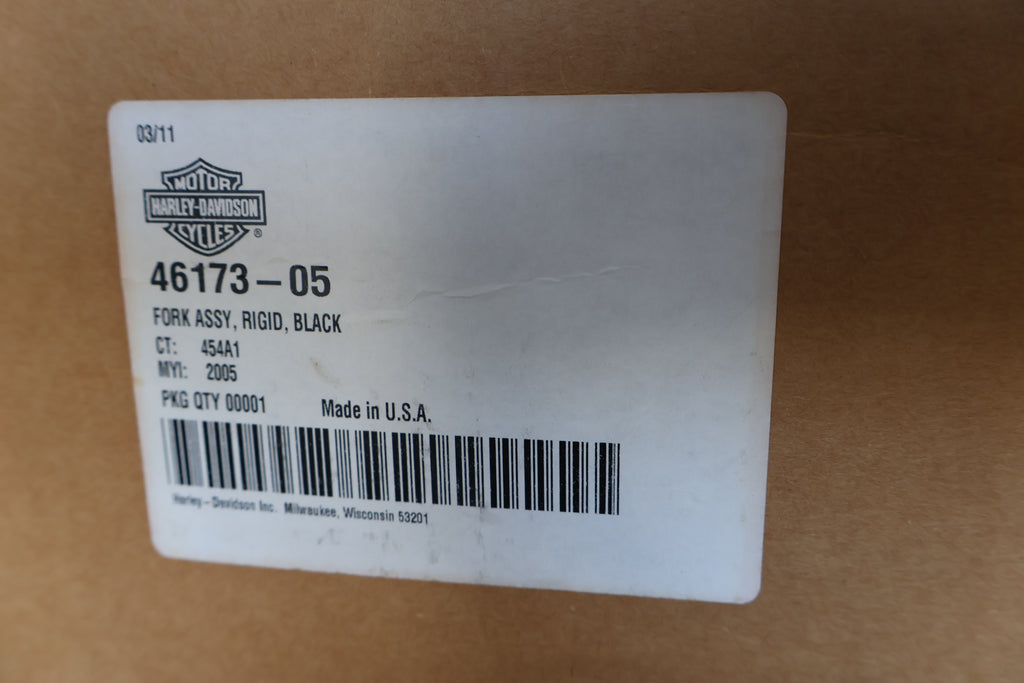 03/11
MOTOR
HARLEY-DAVIDSON
CYCLES®
46173-05
FORK ASSY, RIGID, BLACK
CT: 454A1
MYI: 2005
PKG QTY 00001 Made in U.S.A.
Harley-Davidson Inc. Milwaukee, Wisconsin 53201